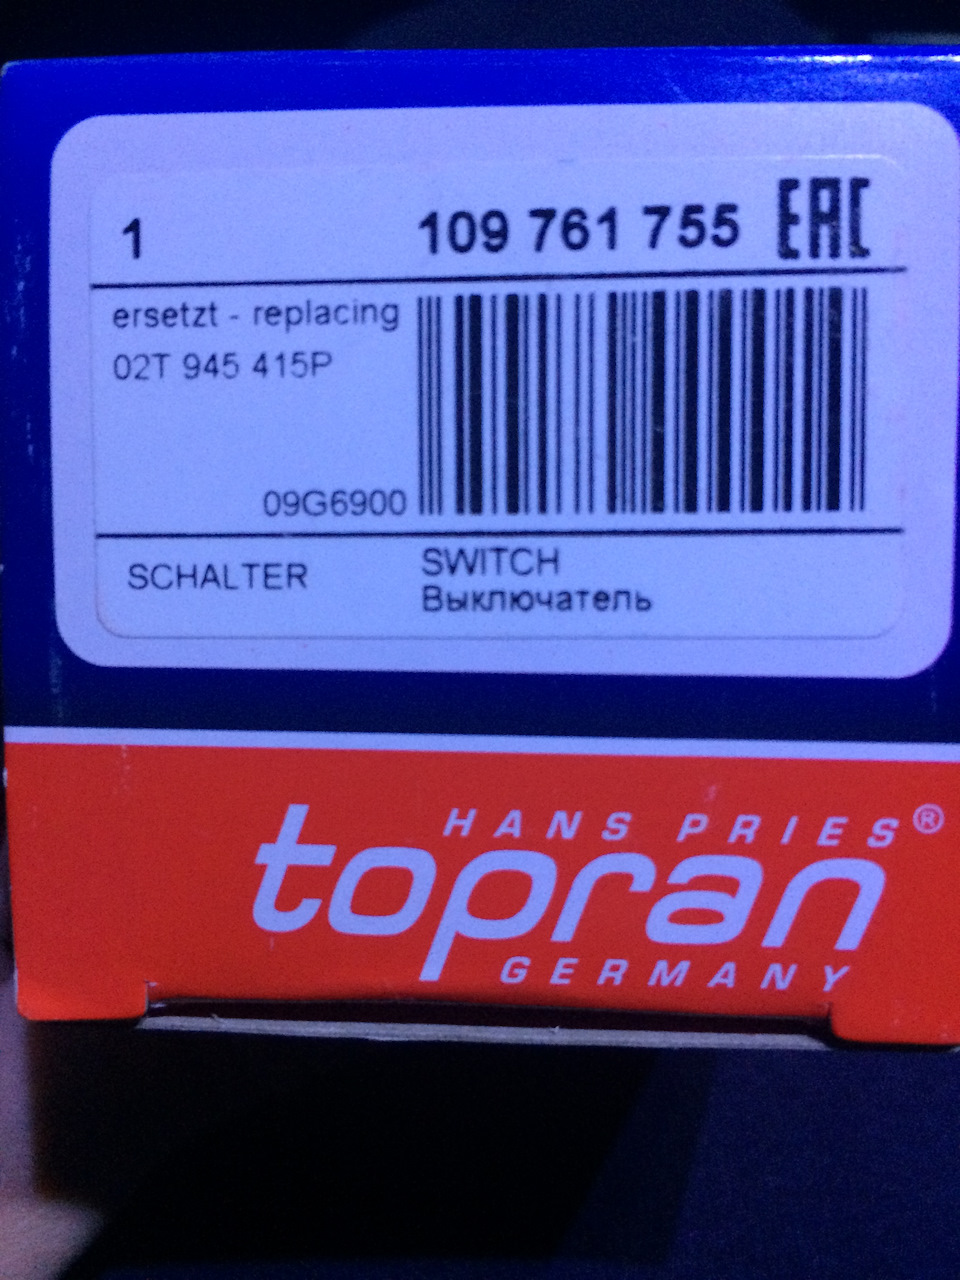 1 109 761 755 EAC
ersetzt - replacing
02T 945 415P
09G6900
SCHALTER
SWITCH
Выключатель
HANS PRIES®
topran
GERMANY